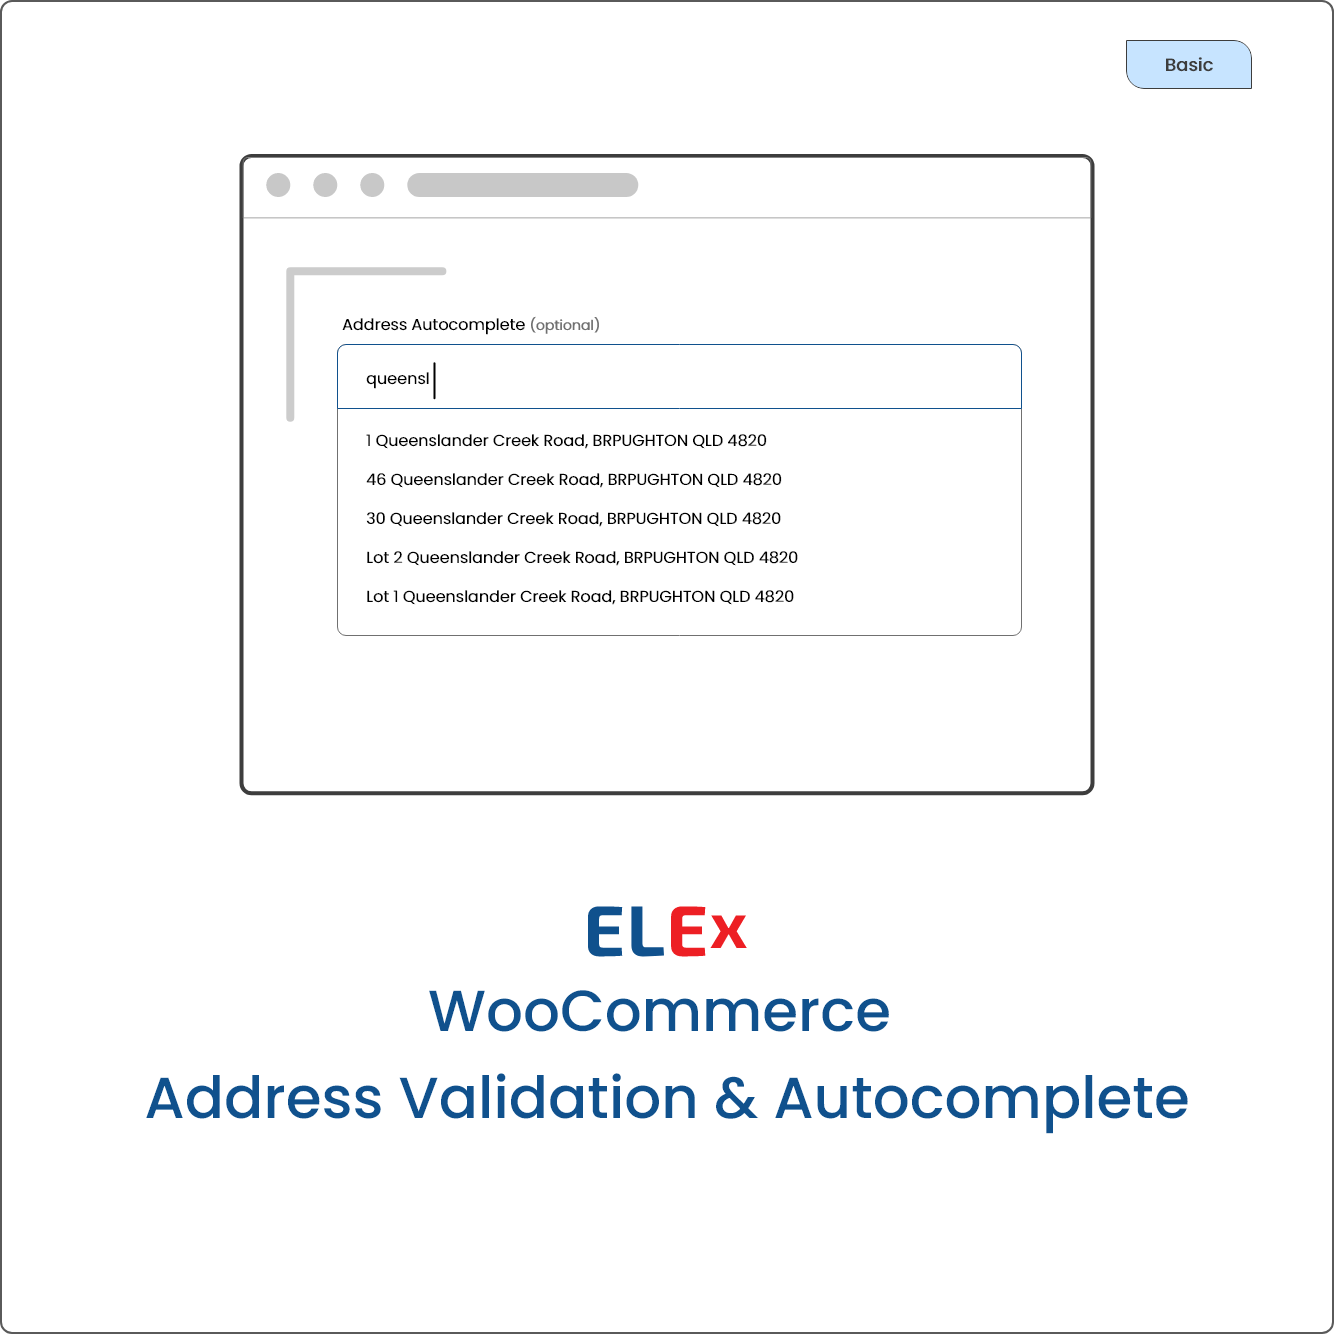 Basic
Address Autocomplete (optional)
queensl
1 Queenslander Creek Road, BRPUGHTON QLD 4820
46 Queenslander Creek Road, BRPUGHTON QLD 4820
30 Queenslander Creek Road, BRPUGHTON QLD 4820
Lot 2 Queenslander Creek Road, BRPUGHTON QLD 4820
Lot 1 Queenslander Creek Road, BRPUGHTON QLD 4820
ELEx
WooCommerce
Address Validation & Autocomplete